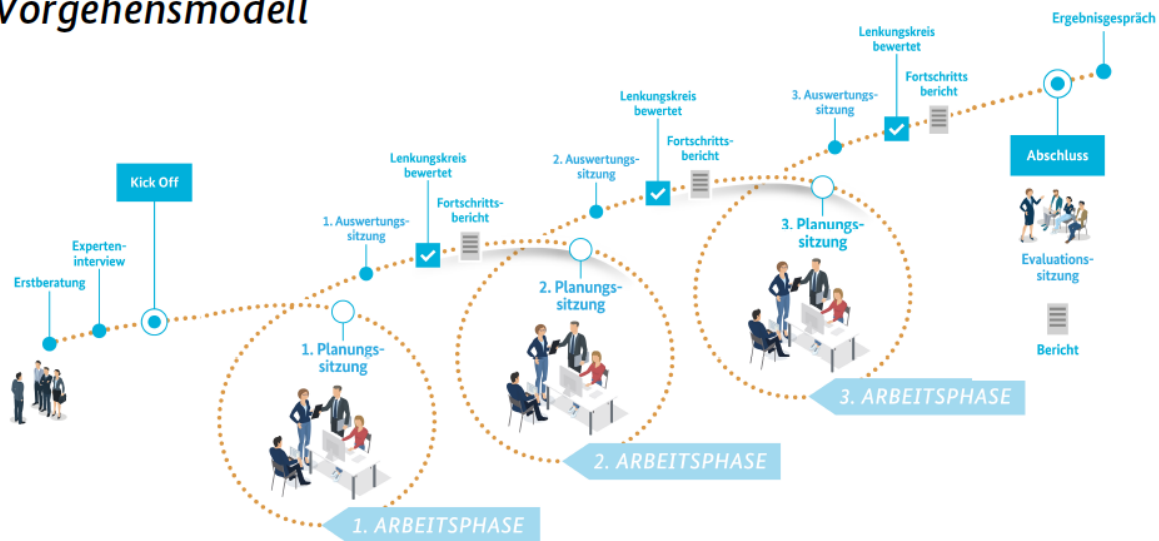 Vorgehensmodell
Erstberatung
Experten-
interview
Kick Off
1. Planungs-
sitzung
1. ARBEITSPHASE
1. Auswertungs-
sitzung
Lenkungskreis
bewertet
Fortschritts-
bericht
2. Planungs-
sitzung
2. ARBEITSPHASE
2. Auswertungs-
sitzung
Lenkungskreis
bewertet
Fortschritts-
bericht
3. Planungs-
sitzung
3. ARBEITSPHASE
3. Auswertungs-
sitzung
Lenkungskreis
bewertet
Fortschritts
bericht
Abschluss
Evaluations-
sitzung
Bericht
Ergebnisgespräch